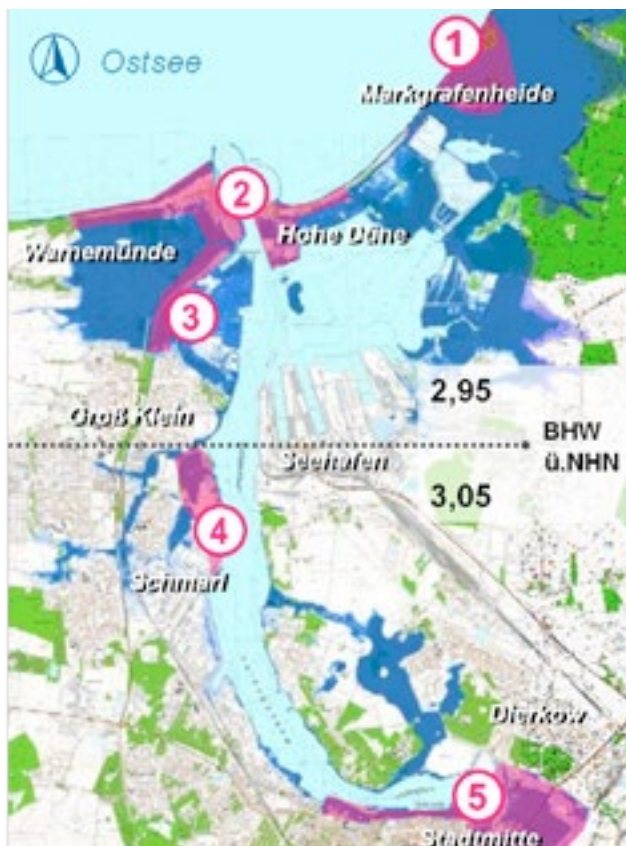 1
Ostsee
Markgrafenheide
2
Warnemünde
Hohe Düne
3
2,95
Groß Klein
BHW
ü.NHN
Seehafen
3,05
4
Schmarl
Dierkow
5
Stadtmitte